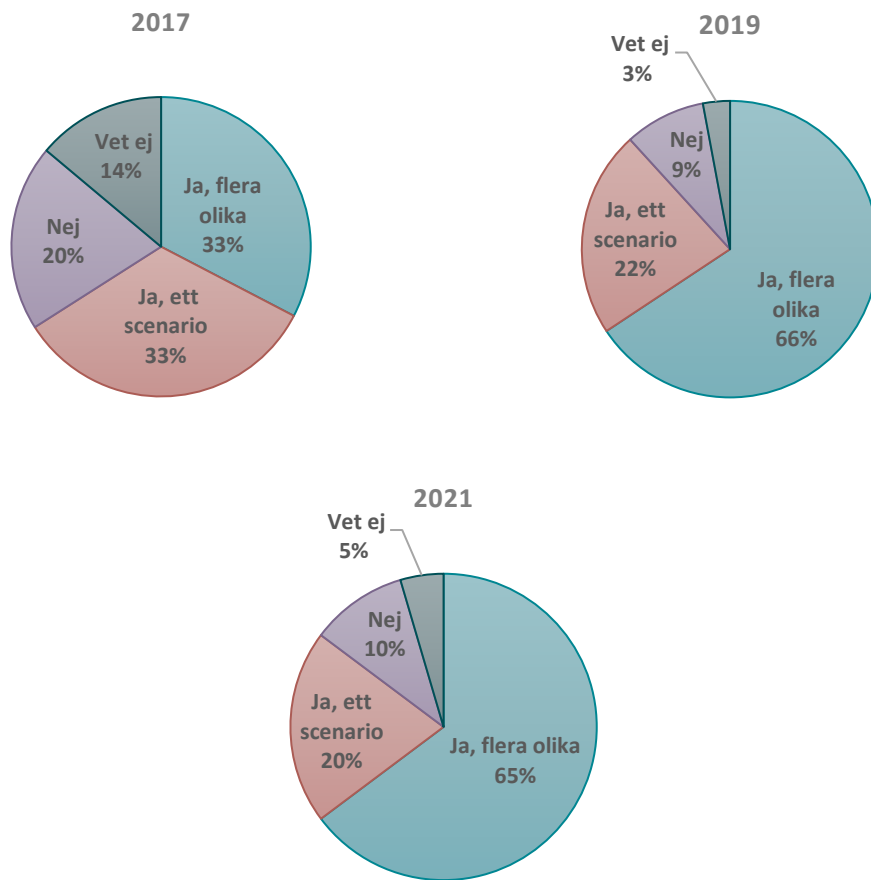 2017
Vet ej
14%
Ja, flera
olika
33%
Nej
20%
Ja, ett
scenario
33%
2019
Vet ej
3%
Nej
9%
Ja, ett
scenario
22%
Ja, flera
olika
66%
2021
Vet ej
5%
Nej
10%
Ja, ett
scenario
20%
Ja, flera olika
65%